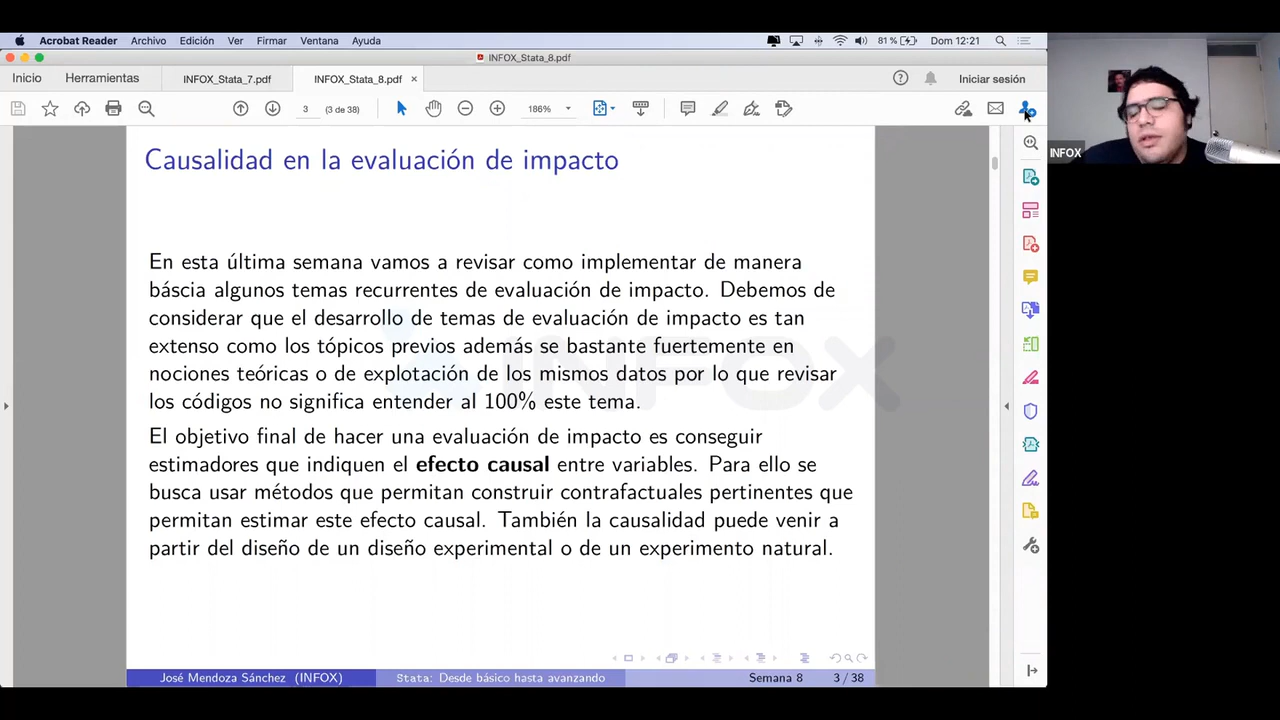 Acrobat Reader Archivo Edición Ver Firmar Ventana Ayuda 81 % Dom 12:21
INFOX_Stata_8.pdf
Inicio Herramientas INFOX_Stata_7.pdf INFOX_Stata_8.pdf × Iniciar sesión
3 (3 de 38) 186%
Causalidad en la evaluación de impacto
En esta última semana vamos a revisar como implementar de manera
báscia algunos temas recurrentes de evaluación de impacto. Debemos de
considerar que el desarrollo de temas de evaluación de impacto es tan
extenso como los tópicos previos además se bastante fuertemente en
nociones teóricas o de explotación de los mismos datos por lo que revisar
los códigos no significa entender al 100% este tema.
El objetivo final de hacer una evaluación de impacto es conseguir
estimadores que indiquen el efecto causal entre variables. Para ello se
busca usar métodos que permitan construir contrafactuales pertinentes que
permitan estimar este efecto causal. También la causalidad puede venir a
partir del diseño de un diseño experimental o de un experimento natural.
INFOX
José Mendoza Sánchez (INFOX) Stata: Desde básico hasta avanzando Semana 8 3 / 38
INFOX